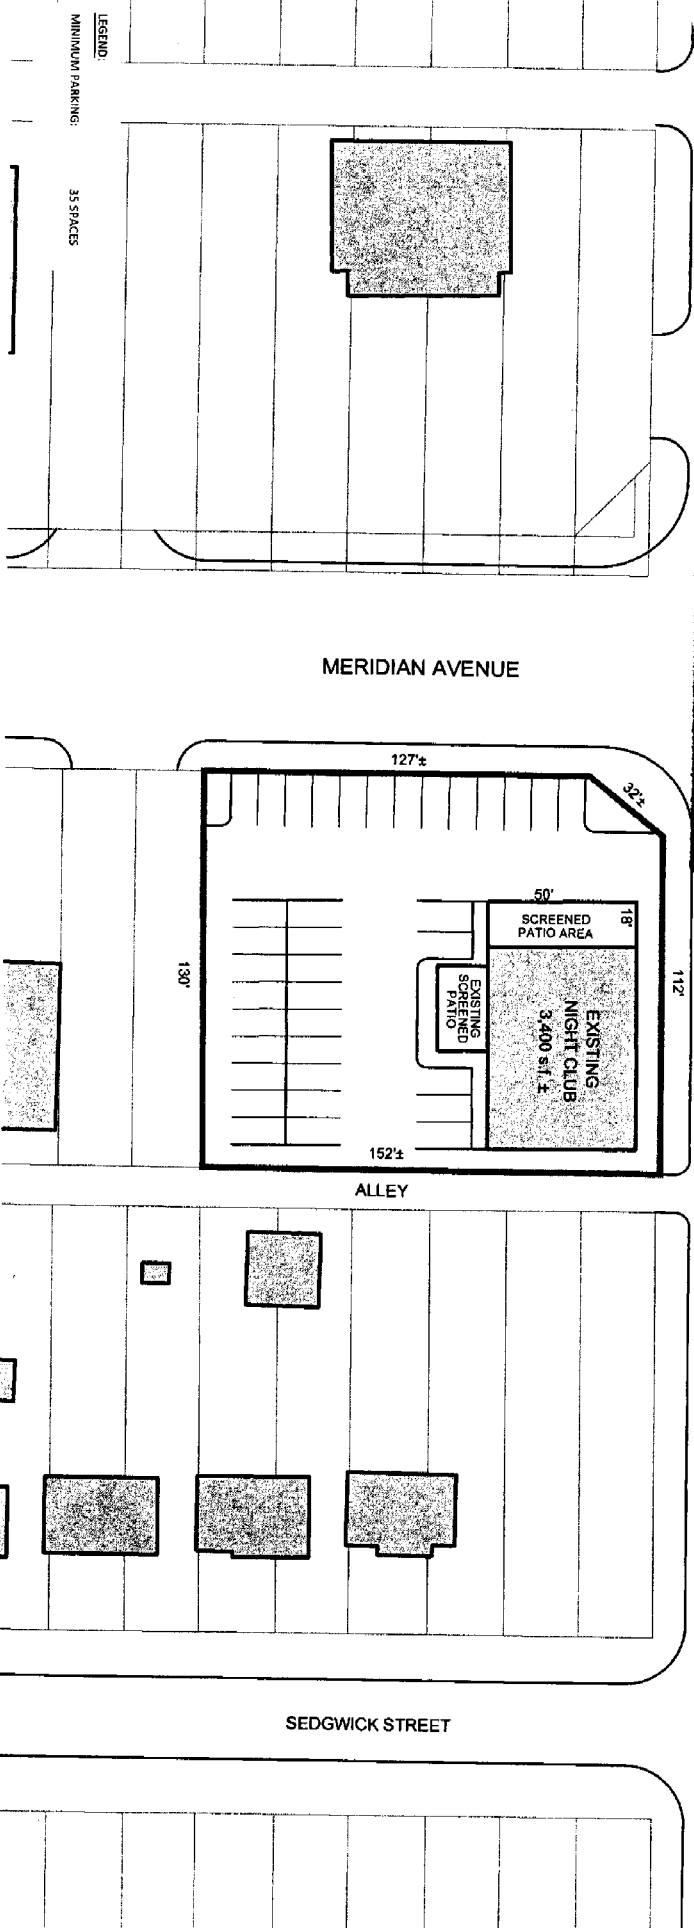 LEGEND:
MINIMUM PARKING: 35 SPACES
MERIDIAN AVENUE
127'±
32'±
50'
18'
SCREENED
PATIO AREA
112'
130'
EXISTING
SCREENED
PATIO
EXISTING
NIGHT CLUB
3,400 s.f. ±
152'±
ALLEY
SEDGWICK STREET